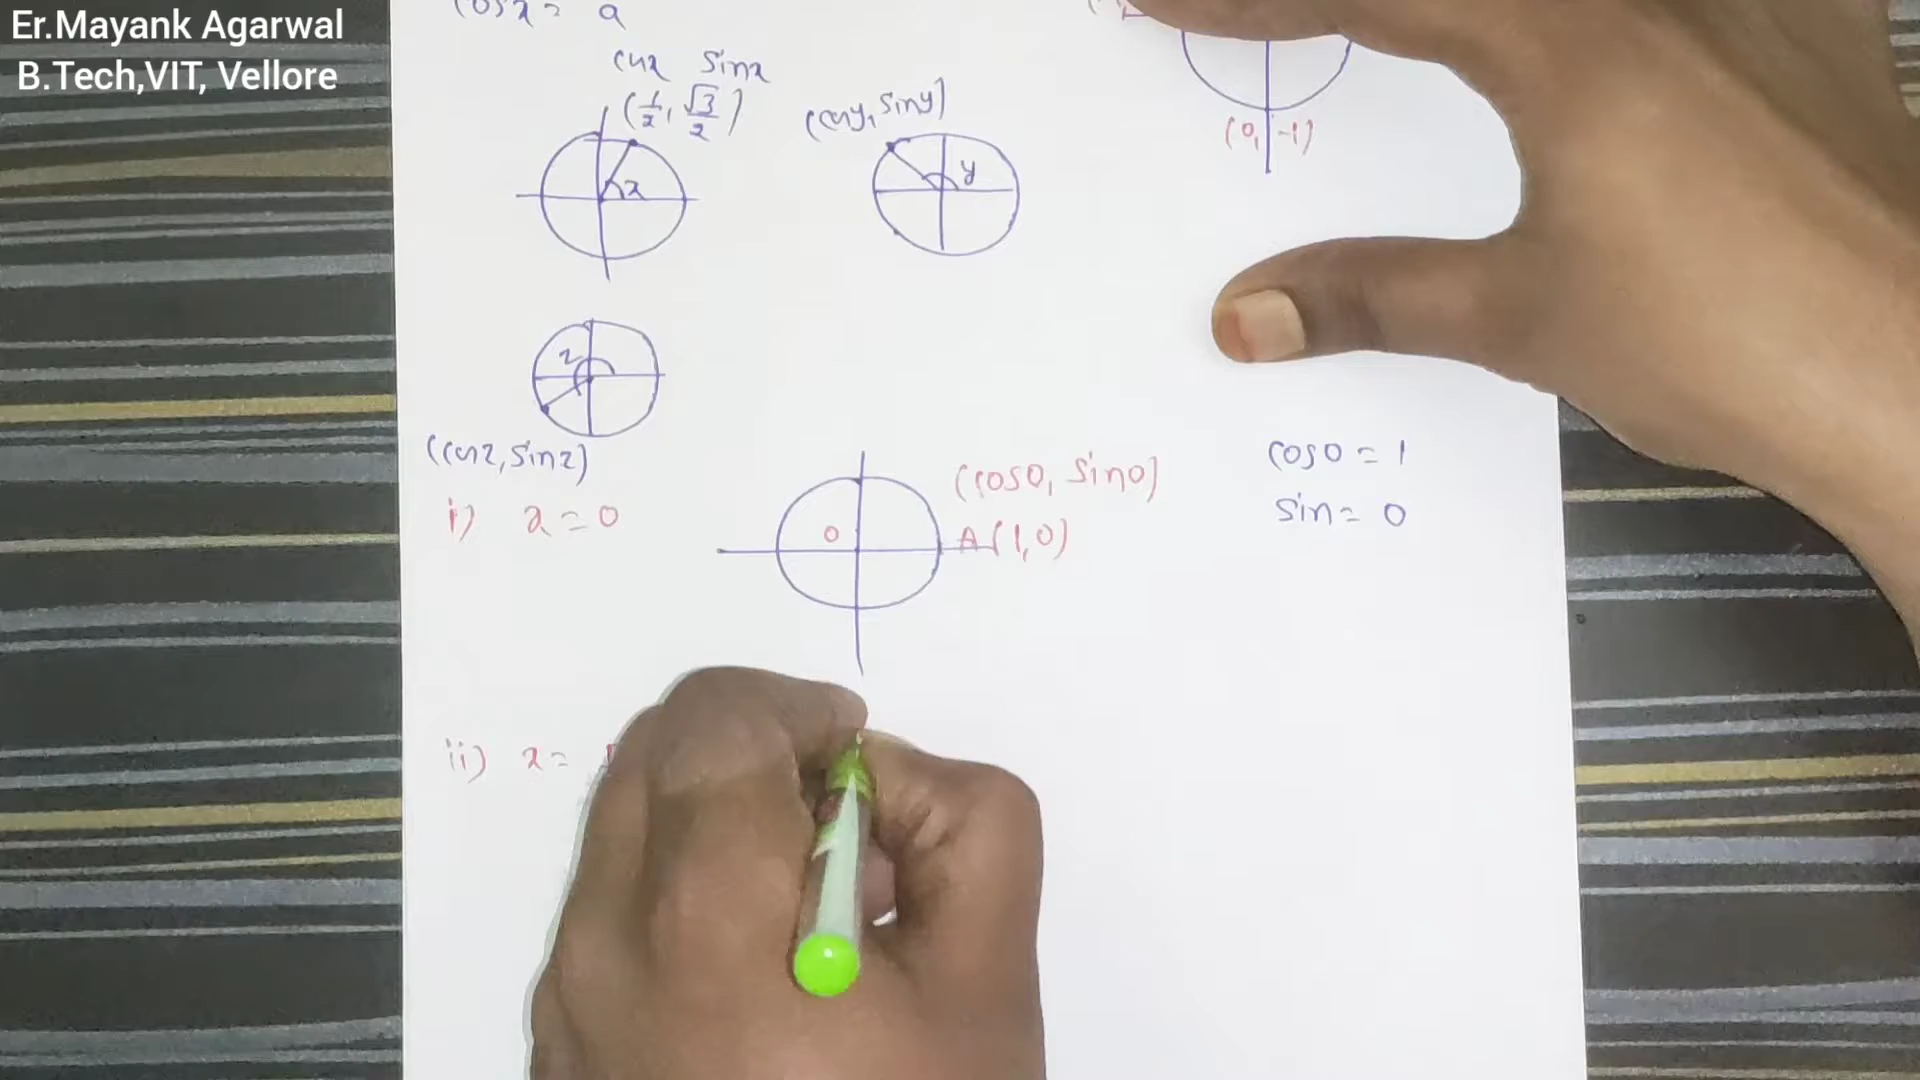 Er.Mayank Agarwal
B.Tech,VIT, Vellore
cosx = a
cosx sinx
(1/2, √3/2)
x
(cosy, siny)
y
(0, -1)
z
(cosz, sinz)
i) x = 0
0
(cos0, sin0)
A(1,0)
cos0 = 1
sin = 0
ii) x =